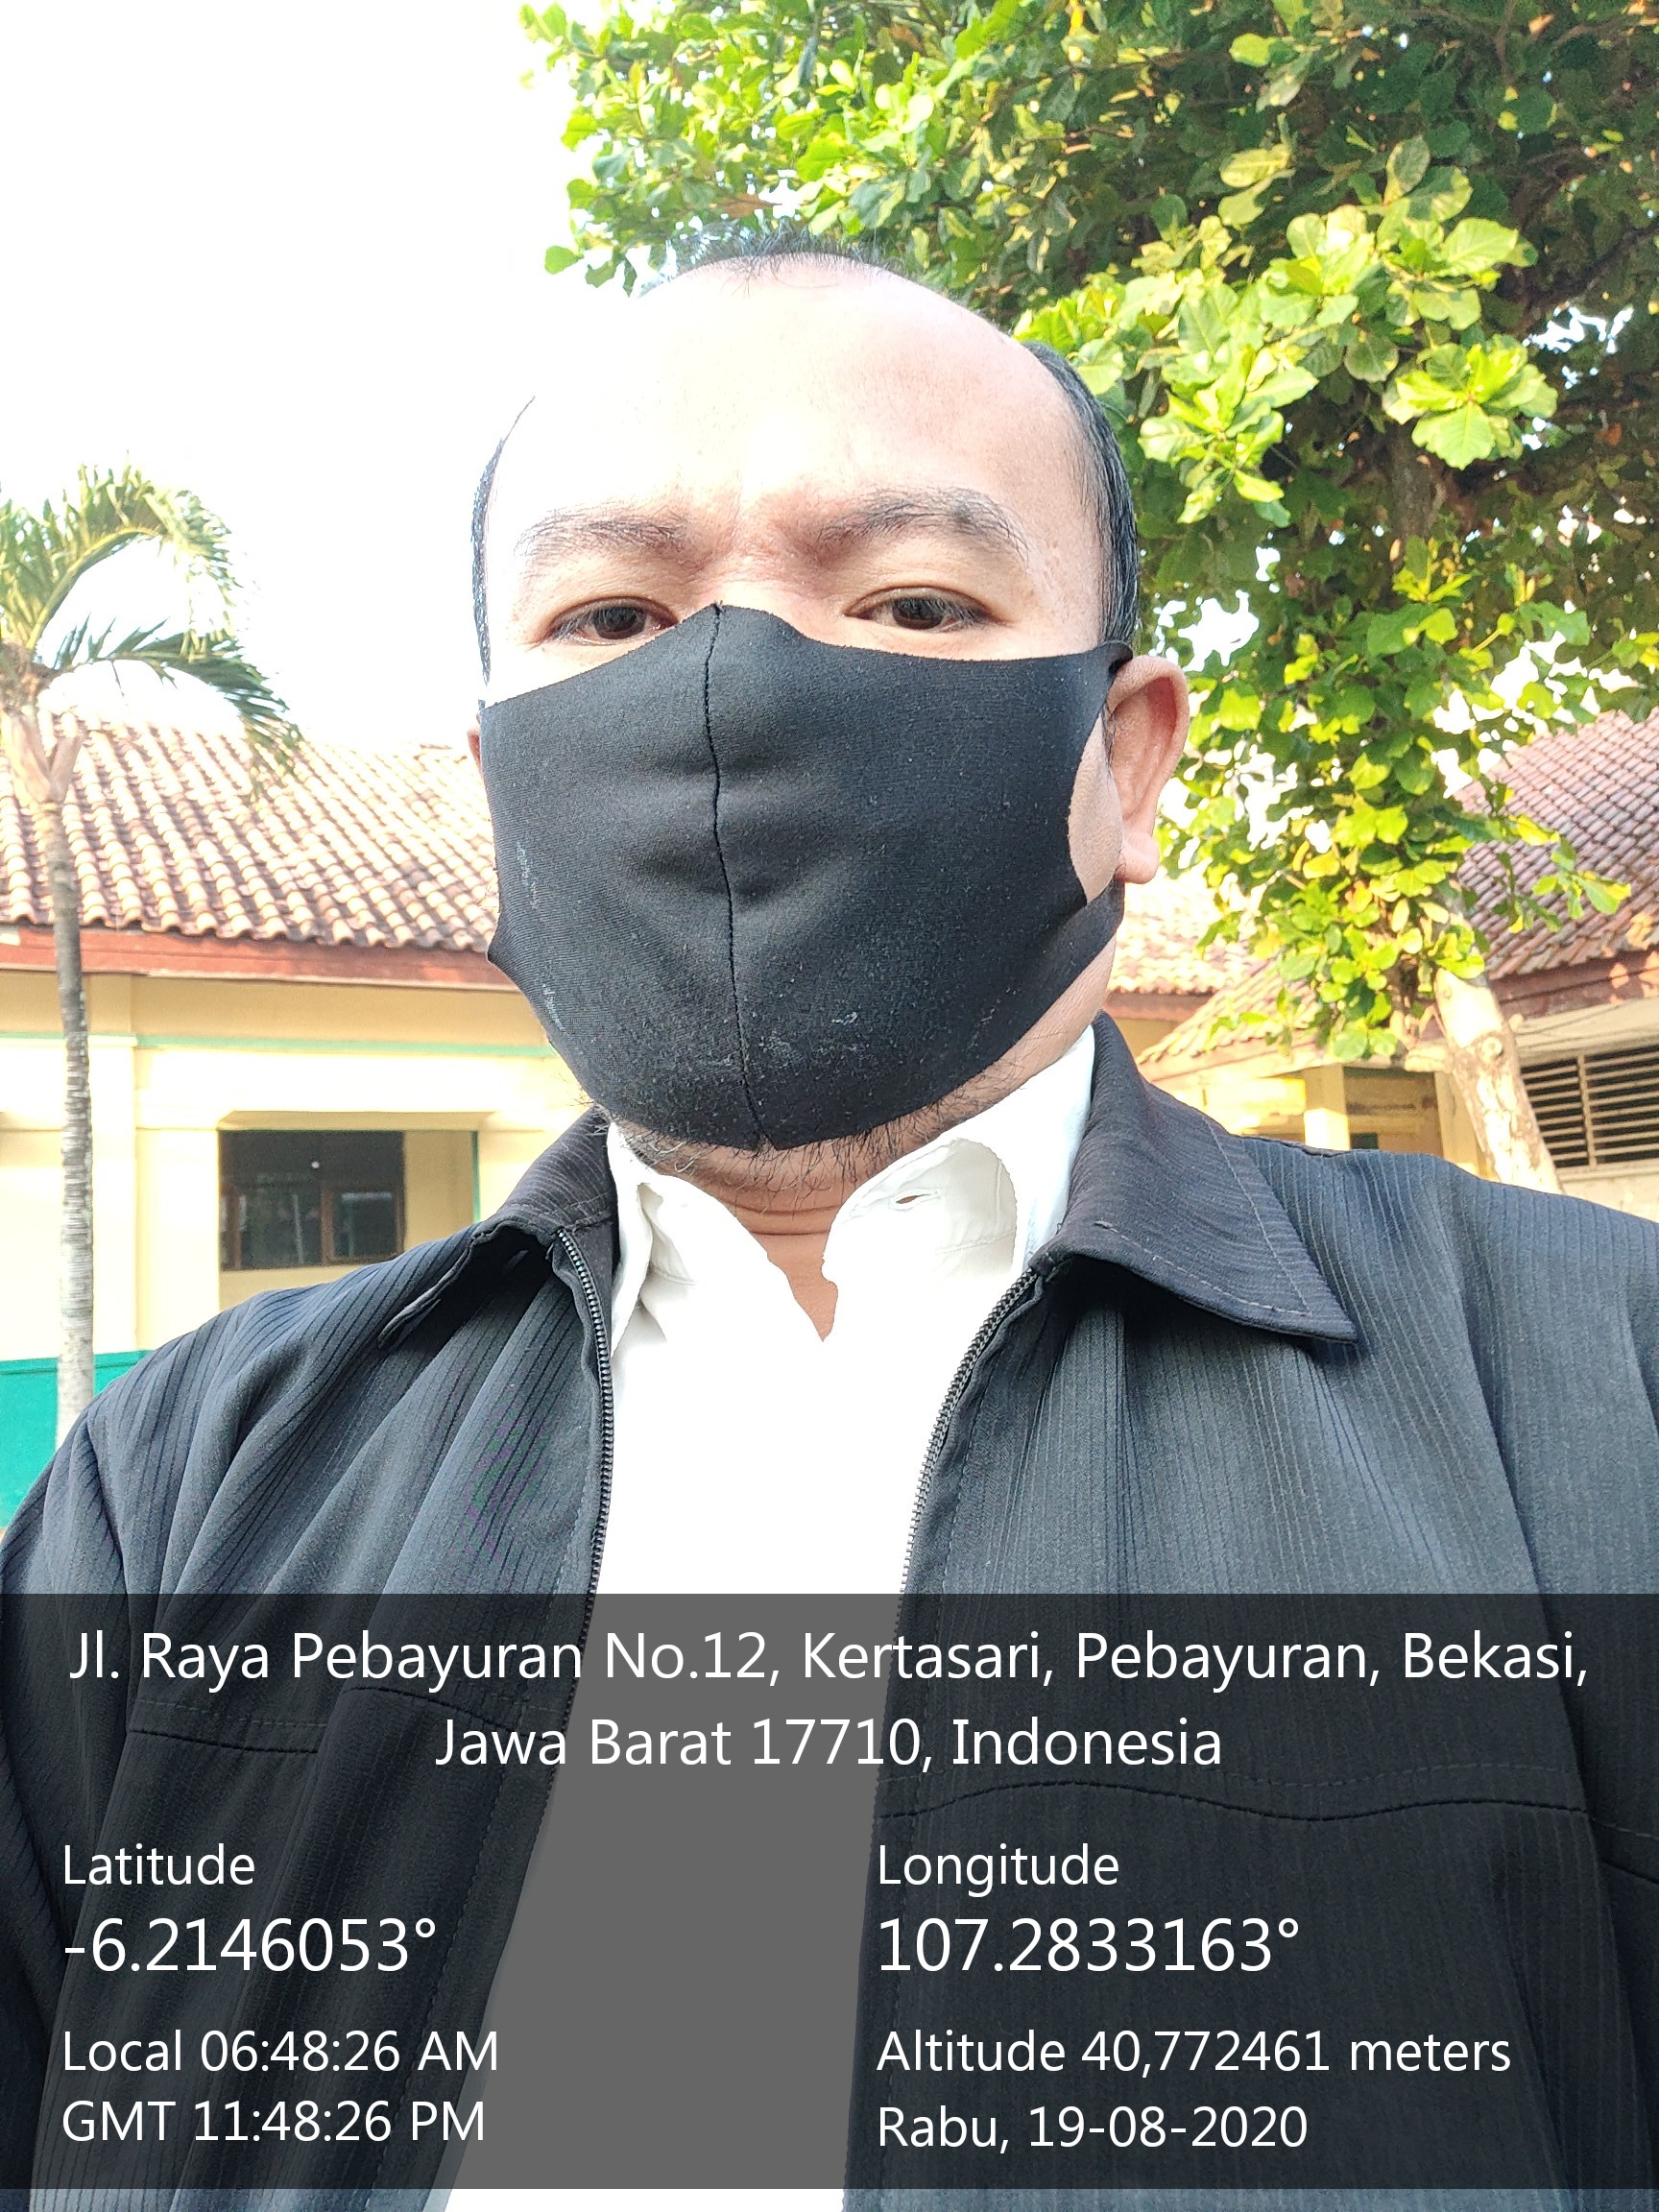 Jl. Raya Pebayuran No.12, Kertasari, Pebayuran, Bekasi,
Jawa Barat 17710, Indonesia
Latitude
-6.2146053°
Longitude
107.2833163°
Local 06:48:26 AM
GMT 11:48:26 PM
Altitude 40,772461 meters
Rabu, 19-08-2020